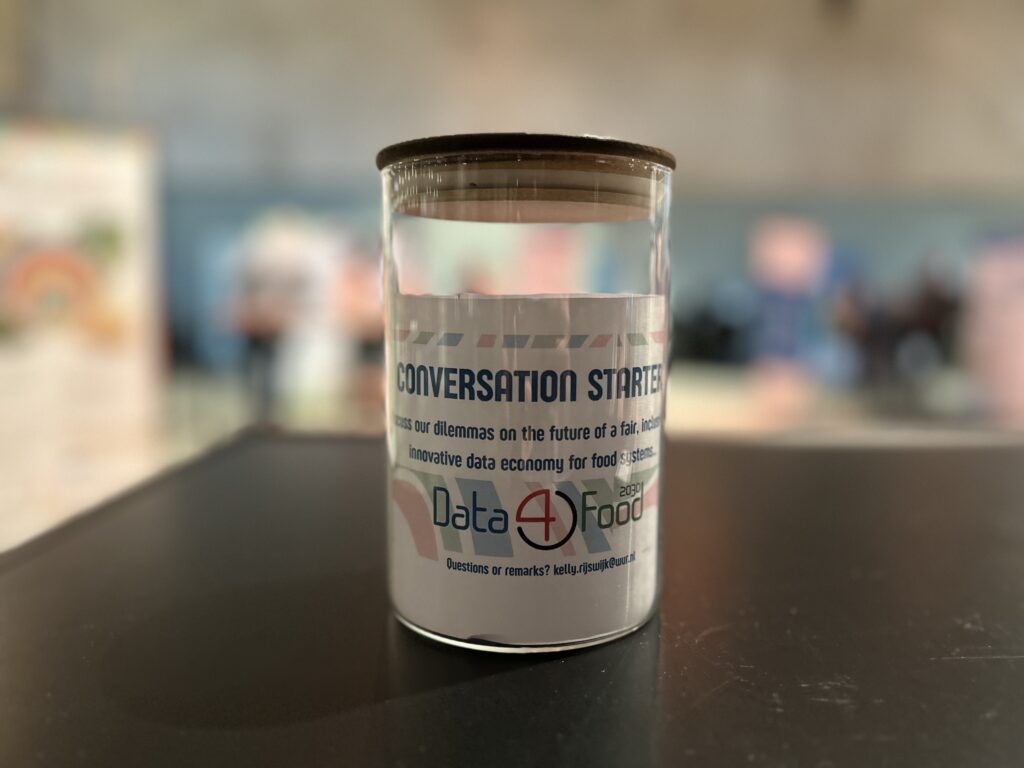 CONVERSATION STARTER
our dilemmas on the future of a fair,
innovative data economy for food systems...
Data 4 Food 2030
Questions or remarks? kelly.rijswijk@wur.nl